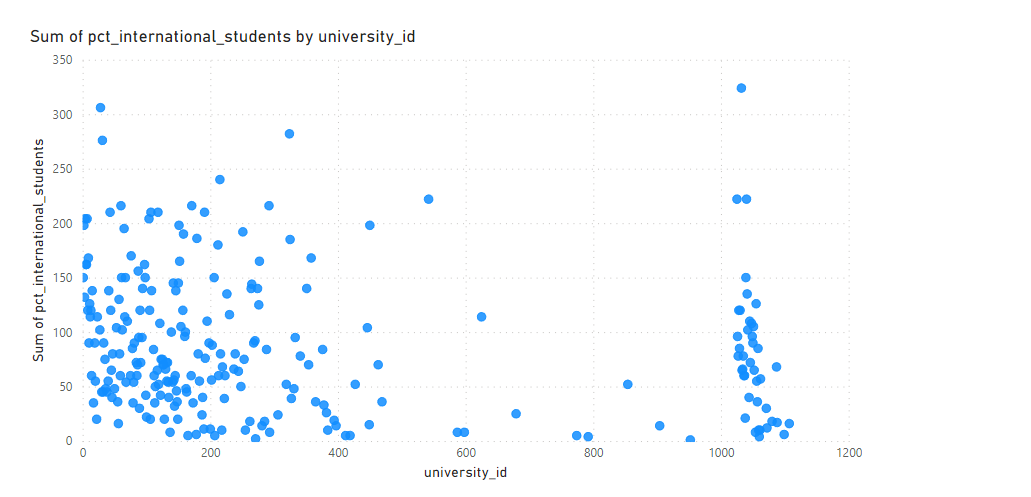 Sum of pct_international_students by university_id
350
300
250
200
150
100
50
0
Sum of pct_international_students
0 200 400 600 800 1000 1200
university_id